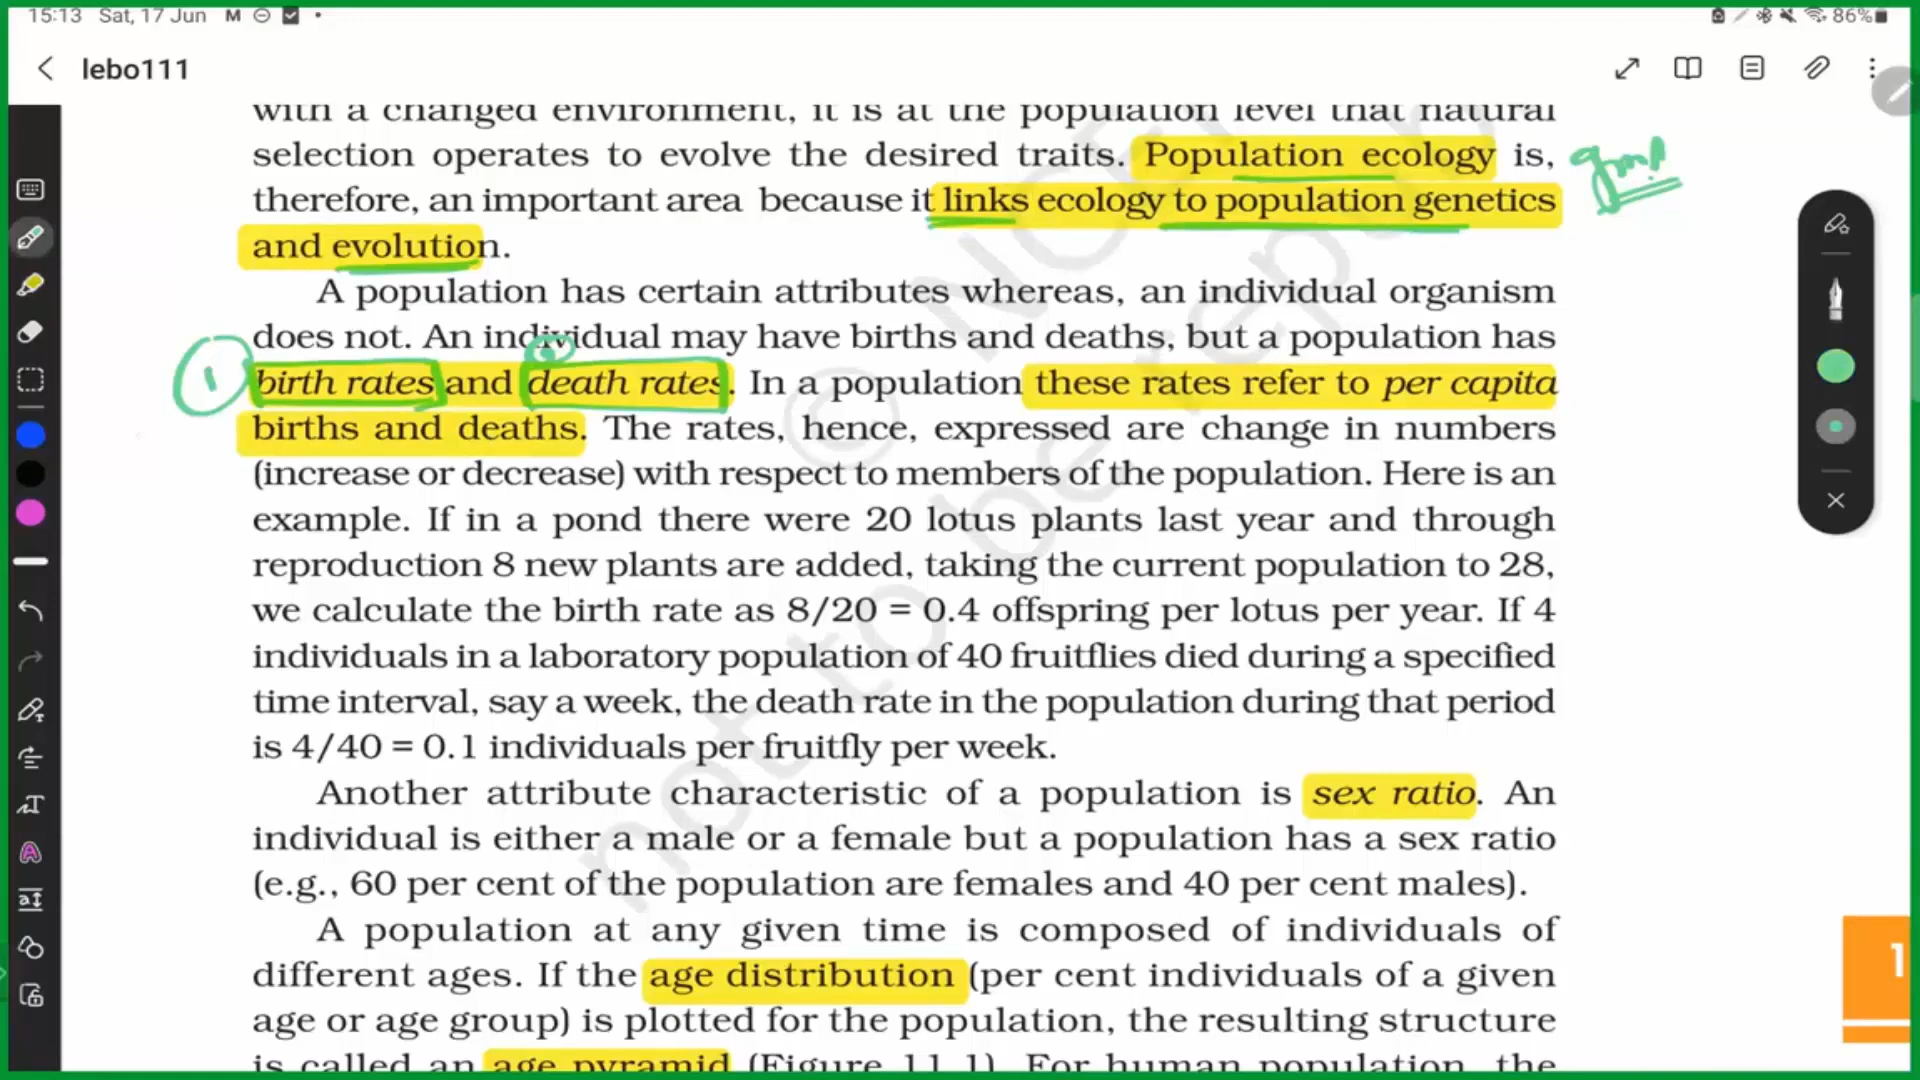 15:13 Sat, 17 Jun M
86%
lebo111
with a changed environment, it is at the population level that natural
selection operates to evolve the desired traits. Population ecology is,
therefore, an important area because it links ecology to population genetics
and evolution.
A population has certain attributes whereas, an individual organism
does not. An individual may have births and deaths, but a population has
1 birth rates and death rates. In a population these rates refer to per capita
births and deaths. The rates, hence, expressed are change in numbers
(increase or decrease) with respect to members of the population. Here is an
example. If in a pond there were 20 lotus plants last year and through
reproduction 8 new plants are added, taking the current population to 28,
we calculate the birth rate as 8/20 = 0.4 offspring per lotus per year. If 4
individuals in a laboratory population of 40 fruitflies died during a specified
time interval, say a week, the death rate in the population during that period
is 4/40 = 0.1 individuals per fruitfly per week.
Another attribute characteristic of a population is sex ratio. An
individual is either a male or a female but a population has a sex ratio
(e.g., 60 per cent of the population are females and 40 per cent males).
A population at any given time is composed of individuals of
different ages. If the age distribution (per cent individuals of a given
age or age group) is plotted for the population, the resulting structure
is called an age pyramid (Figure 11.1). For human population, the
1
© NCE
not to be repu